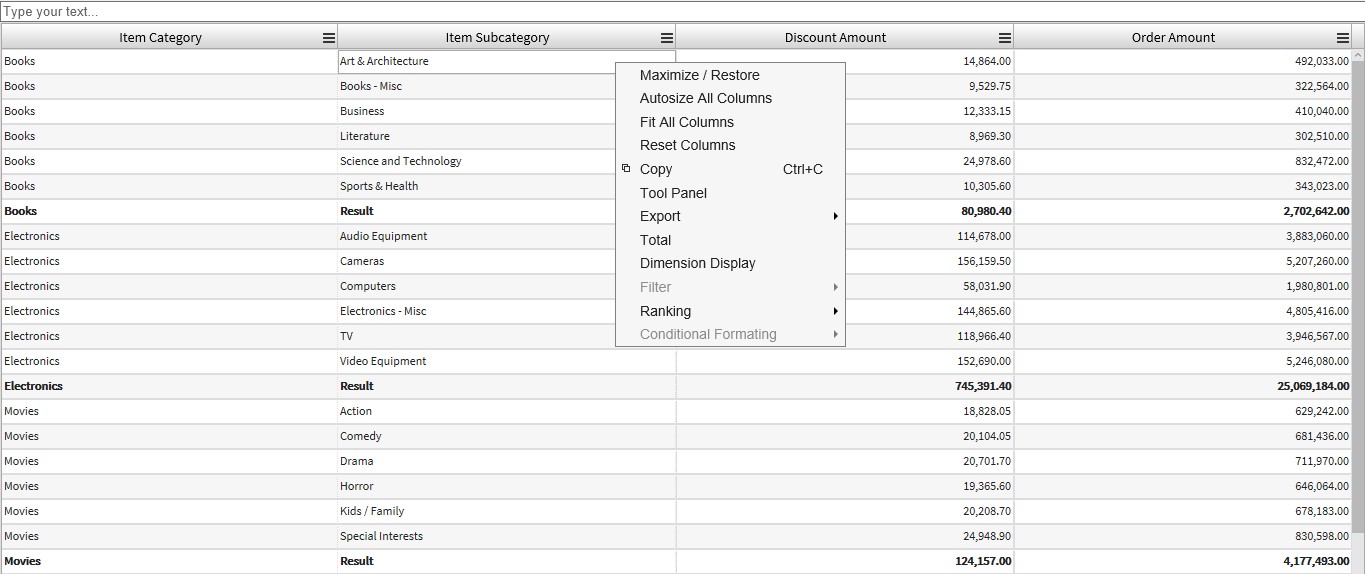 Type your text...
Item Category Item Subcategory Discount Amount Order Amount
Books Art & Architecture 14,864.00 492,033.00
Books Books - Misc 9,529.75 322,564.00
Books Business 12,333.15 410,040.00
Books Literature 8,969.30 302,510.00
Books Science and Technology 24,978.60 832,472.00
Books Sports & Health 10,305.60 343,023.00
Books Result 80,980.40 2,702,642.00
Electronics Audio Equipment 114,678.00 3,883,060.00
Electronics Cameras 156,159.50 5,207,260.00
Electronics Computers 58,031.90 1,980,801.00
Electronics Electronics - Misc 144,865.60 4,805,416.00
Electronics TV 118,966.40 3,946,567.00
Electronics Video Equipment 152,690.00 5,246,080.00
Electronics Result 745,391.40 25,069,184.00
Movies Action 18,828.05 629,242.00
Movies Comedy 20,104.05 681,436.00
Movies Drama 20,701.70 711,970.00
Movies Horror 19,365.60 646,064.00
Movies Kids / Family 20,208.70 678,183.00
Movies Special Interests 24,948.90 830,598.00
Movies Result 124,157.00 4,177,493.00
Maximize / Restore
Autosize All Columns
Fit All Columns
Reset Columns
Copy Ctrl+C
Tool Panel
Export
Total
Dimension Display
Filter
Ranking
Conditional Formating